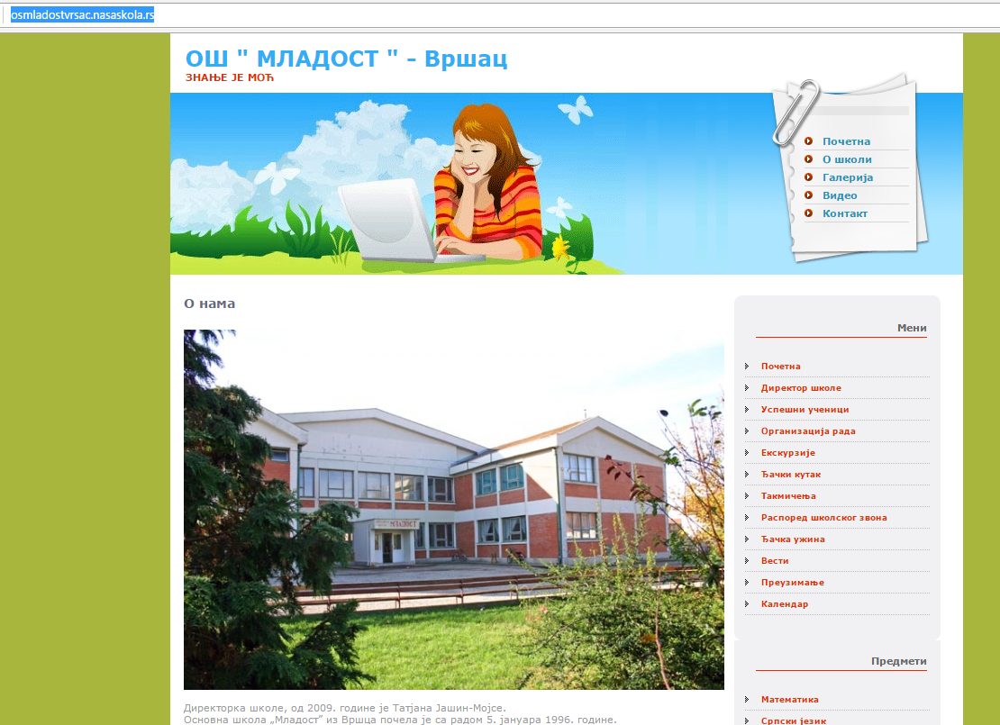 osmladostvrsac.nasaskola.rs
ОШ " МЛАДОСТ " – Вршац
ЗНАЊЕ ЈЕ МОЋ
Почетна
О школи
Галерија
Видео
Контакт
О нама
МЛАДОСТ
Директорка школе, од 2009. године је Татјана Јашин-Мојсе.
Основна школа „Младост” из Вршца почела је са радом 5. јануара 1996. године.
Мени
Почетна
Директор школе
Успешни ученици
Организација рада
Екскурзије
Ђачки кутак
Такмичења
Распоред школског звона
Ђачка ужина
Вести
Преузимање
Календар
Предмети
Математика
Српски језик